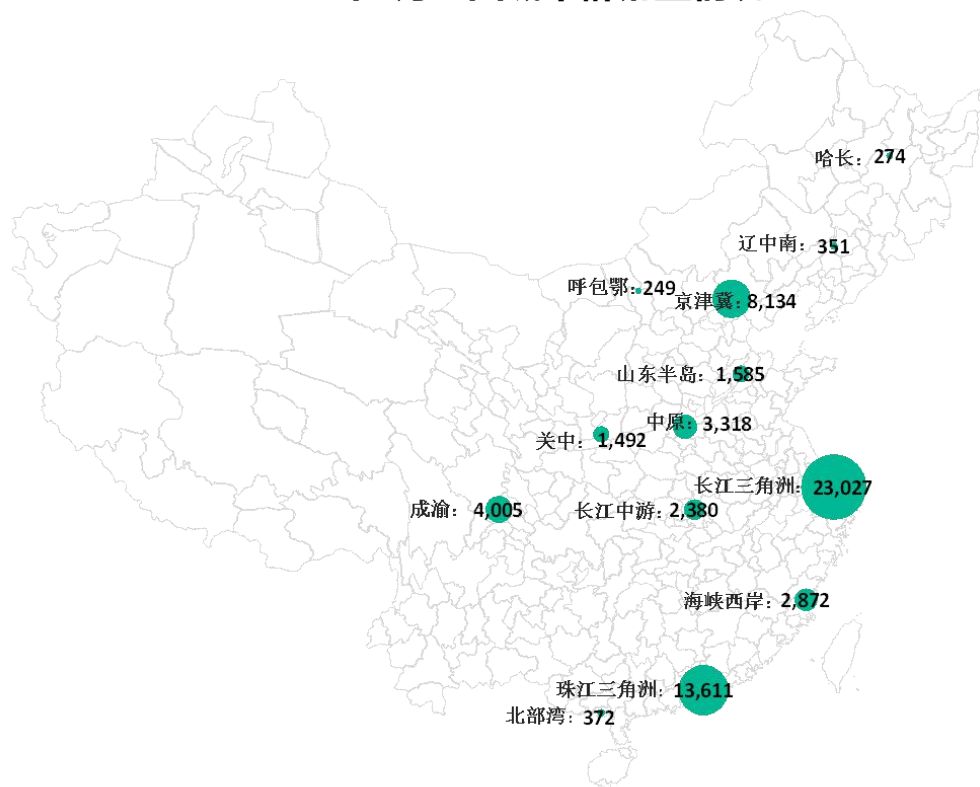 哈长：274
辽中南：351
呼包鄂：249
京津冀：8,134
山东半岛：1,585
中原：3,318
关中：1,492
长江三角洲：23,027
成渝：4,005
长江中游：2,380
海峡西岸：2,872
珠江三角洲：13,611
北部湾：372